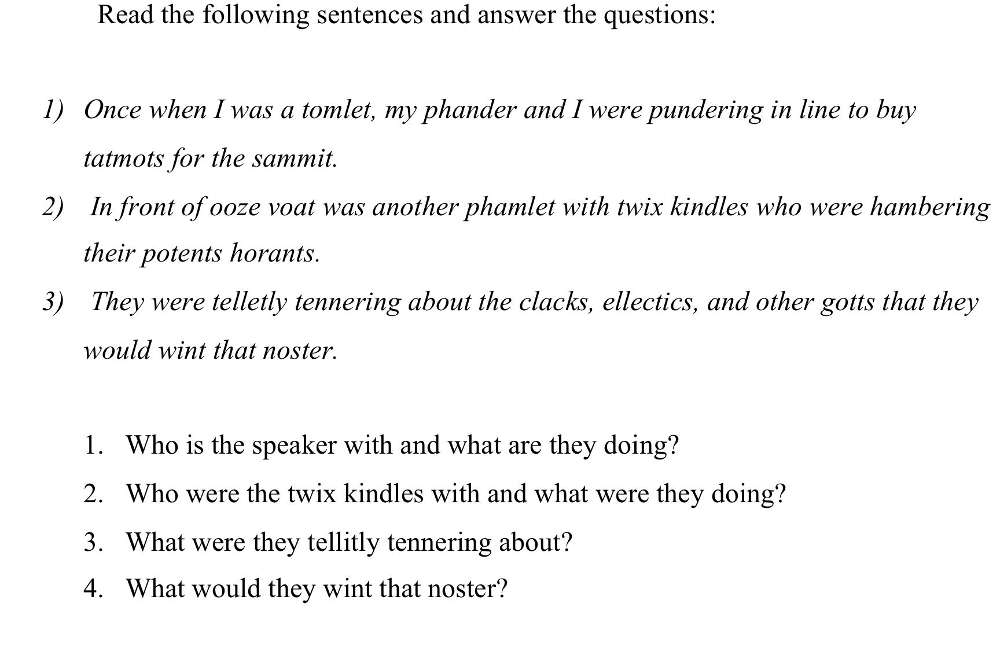 Read the following sentences and answer the questions:
1) Once when I was a tomlet, my phander and I were pundering in line to buy
tatmots for the sammit.
2) In front of ooze voat was another phamlet with twix kindles who were hambering
their potents horants.
3) They were telletly tennering about the clacks, ellectics, and other gotts that they
would wint that noster.
1. Who is the speaker with and what are they doing?
2. Who were the twix kindles with and what were they doing?
3. What were they tellitly tennering about?
4. What would they wint that noster?